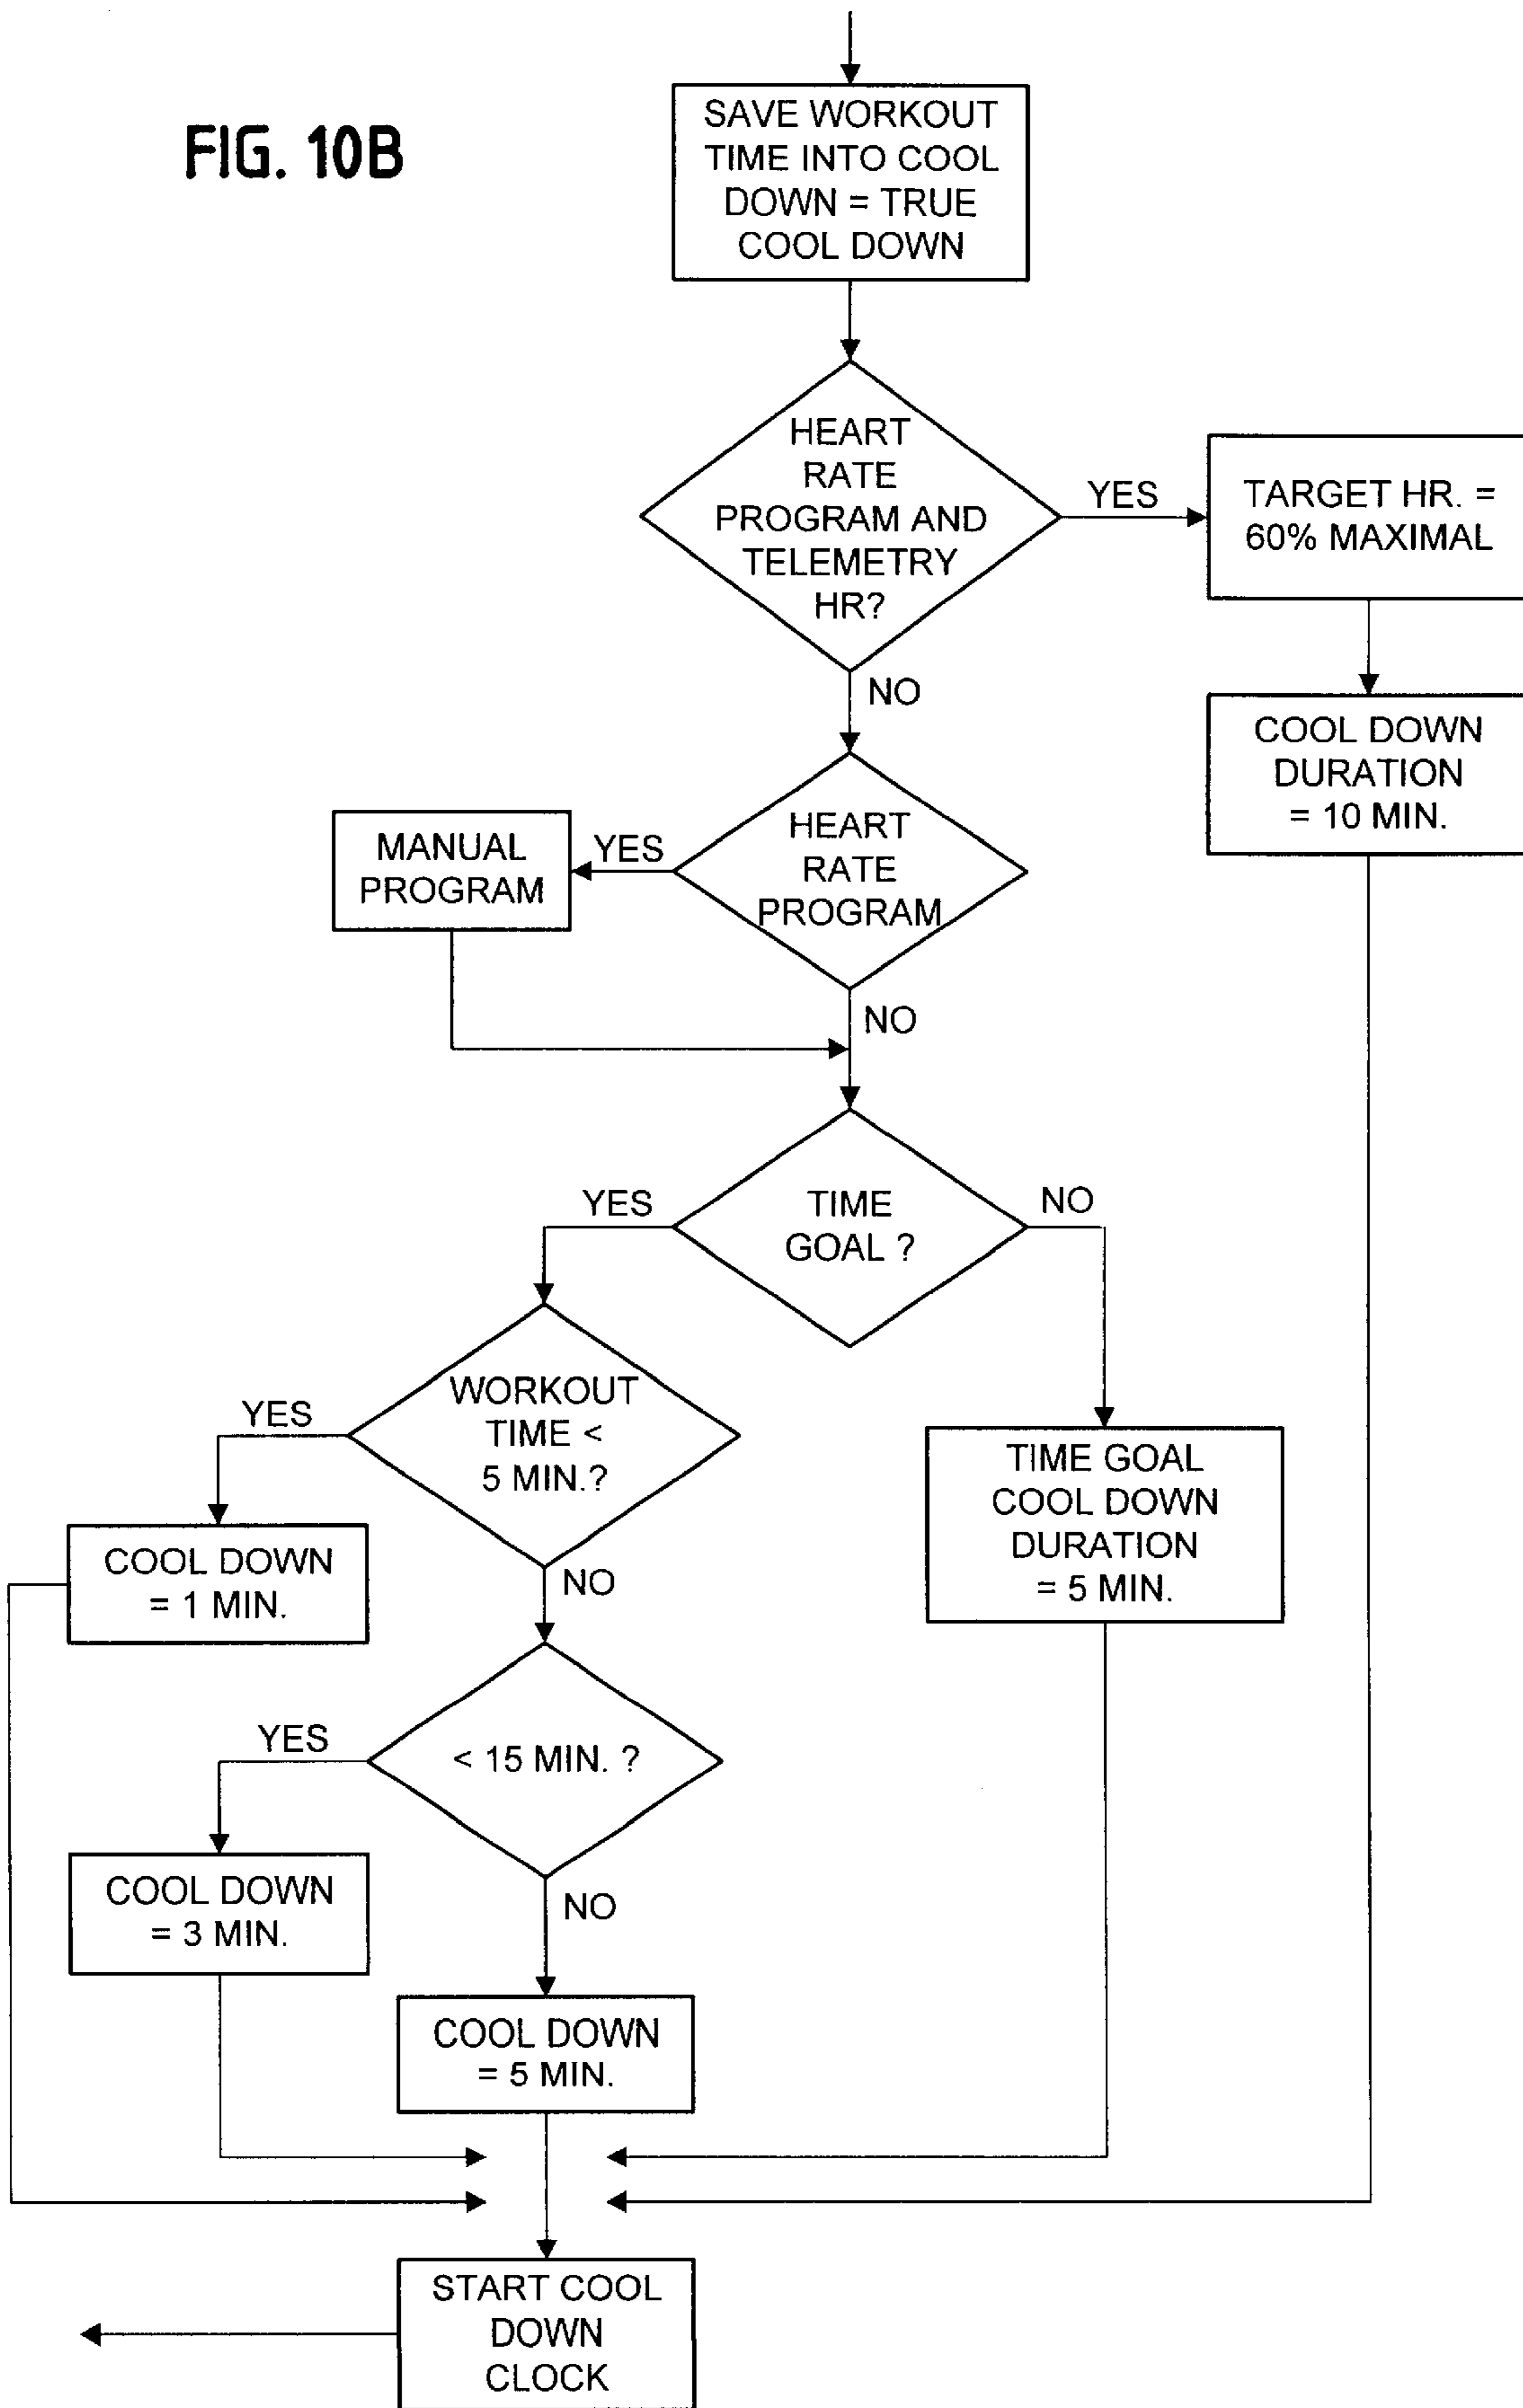 FIG. 10B
SAVE WORKOUT
TIME INTO COOL
DOWN = TRUE
COOL DOWN
HEART
RATE
PROGRAM AND
TELEMETRY
HR?
YES
TARGET HR. =
60% MAXIMAL
NO
COOL DOWN
DURATION
= 10 MIN.
HEART
RATE
PROGRAM
YES
MANUAL
PROGRAM
NO
TIME
GOAL ?
YES
NO
WORKOUT
TIME <
5 MIN.?
YES
TIME GOAL
COOL DOWN
DURATION
= 5 MIN.
COOL DOWN
= 1 MIN.
NO
< 15 MIN. ?
YES
COOL DOWN
= 3 MIN.
NO
COOL DOWN
= 5 MIN.
START COOL
DOWN
CLOCK